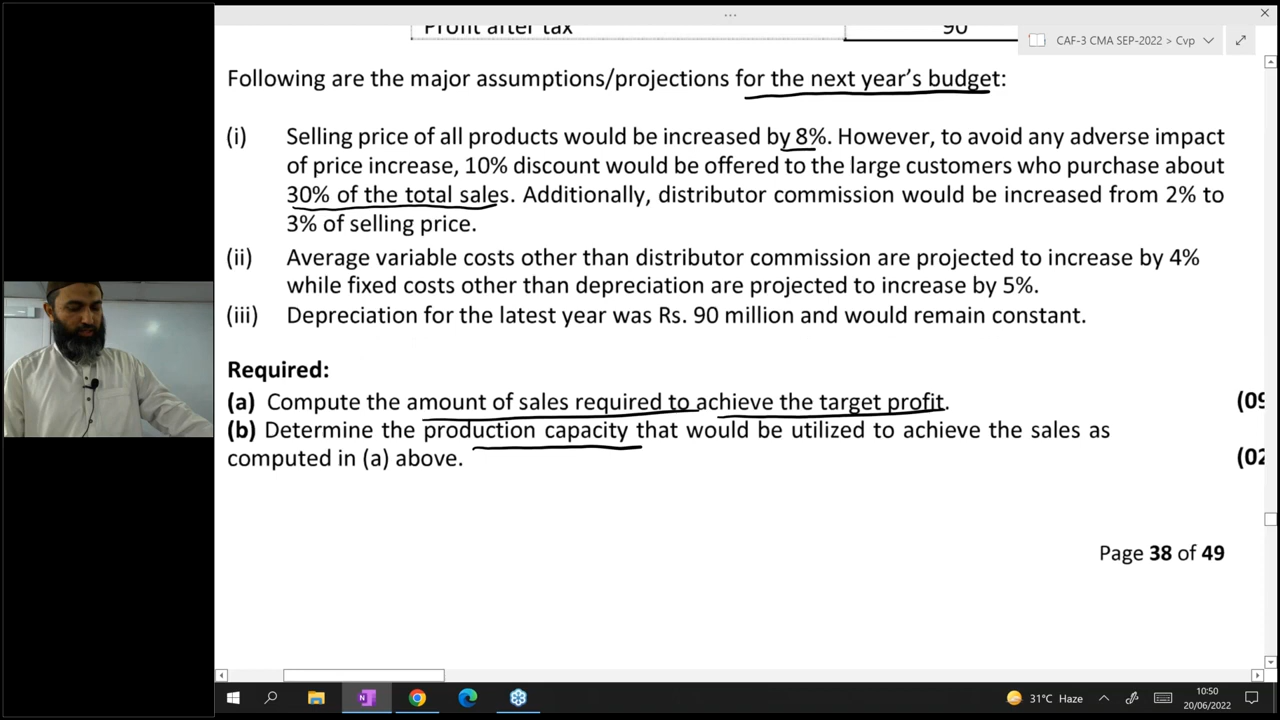 Profit after tax 90
CAF-3 CMA SEP-2022 > Cvp
Following are the major assumptions/projections for the next year's budget:
(i) Selling price of all products would be increased by 8%. However, to avoid any adverse impact
of price increase, 10% discount would be offered to the large customers who purchase about
30% of the total sales. Additionally, distributor commission would be increased from 2% to
3% of selling price.
(ii) Average variable costs other than distributor commission are projected to increase by 4%
while fixed costs other than depreciation are projected to increase by 5%.
(iii) Depreciation for the latest year was Rs. 90 million and would remain constant.
Required:
(a) Compute the amount of sales required to achieve the target profit. (09
(b) Determine the production capacity that would be utilized to achieve the sales as
computed in (a) above. (02
Page 38 of 49
31°C Haze
10:50
20/06/2022